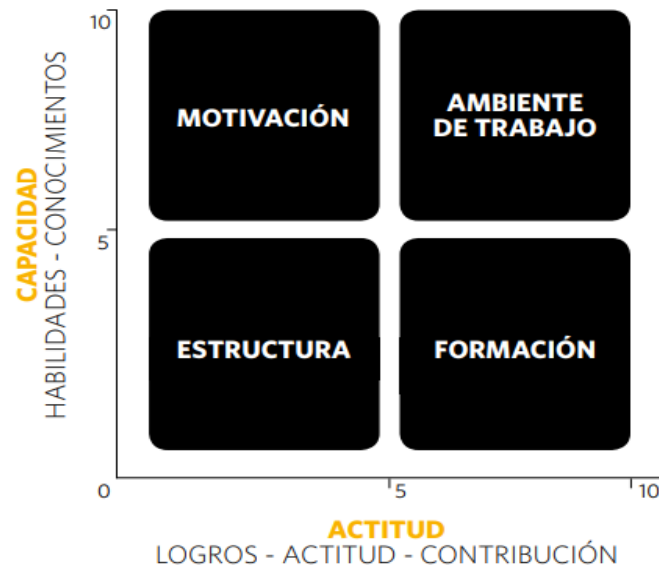 10
MOTIVACIÓN
AMBIENTE
DE TRABAJO
CAPACIDAD
HABILIDADES - CONOCIMIENTOS
5
ESTRUCTURA
FORMACIÓN
0
5
10
ACTITUD
LOGROS - ACTITUD - CONTRIBUCIÓN